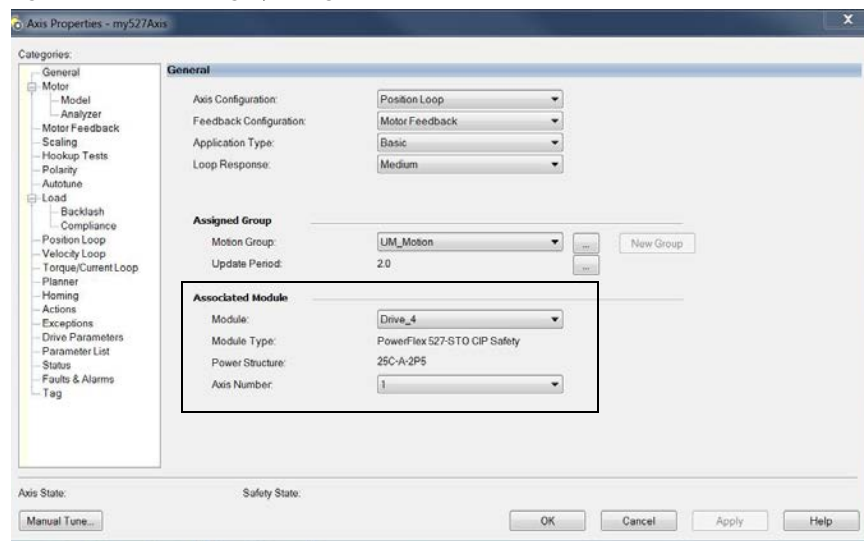 Axis Properties - my527Axis
X
Categories:
General
Motor
Model
Analyzer
Motor Feedback
Scaling
Hookup Tests
Polarity
Autotune
Load
Backlash
Compliance
Position Loop
Velocity Loop
Torque/Current Loop
Planner
Homing
Actions
Exceptions
Drive Parameters
Parameter List
Status
Faults & Alarms
Tag
General
Axis Configuration: Position Loop
Feedback Configuration: Motor Feedback
Application Type: Basic
Loop Response: Medium
Assigned Group
Motion Group: UM_Motion ... New Group
Update Period: 2.0 ...
Associated Module
Module: Drive_4
Module Type: PowerFlex 527-STO CIP Safety
Power Structure: 25C-A-2P5
Axis Number: 1
Axis State: Safety State:
Manual Tune... OK Cancel Apply Help